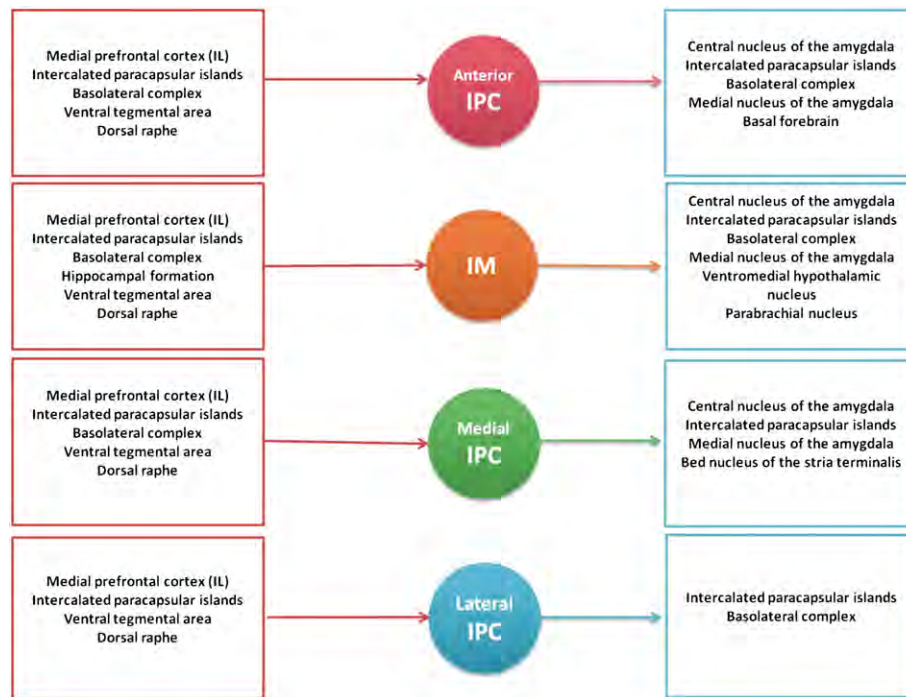 Medial prefrontal cortex (IL)
Intercalated paracapsular islands
Basolateral complex
Ventral tegmental area
Dorsal raphe
Anterior
IPC
Central nucleus of the amygdala
Intercalated paracapsular islands
Basolateral complex
Medial nucleus of the amygdala
Basal forebrain
Medial prefrontal cortex (IL)
Intercalated paracapsular islands
Basolateral complex
Hippocampal formation
Ventral tegmental area
Dorsal raphe
IM
Central nucleus of the amygdala
Intercalated paracapsular islands
Basolateral complex
Medial nucleus of the amygdala
Ventromedial hypothalamic
nucleus
Parabrachial nucleus
Medial prefrontal cortex (IL)
Intercalated paracapsular islands
Basolateral complex
Ventral tegmental area
Dorsal raphe
Medial
IPC
Central nucleus of the amygdala
Intercalated paracapsular islands
Medial nucleus of the amygdala
Bed nucleus of the stria terminalis
Medial prefrontal cortex (IL)
Intercalated paracapsular islands
Ventral tegmental area
Dorsal raphe
Lateral
IPC
Intercalated paracapsular islands
Basolateral complex